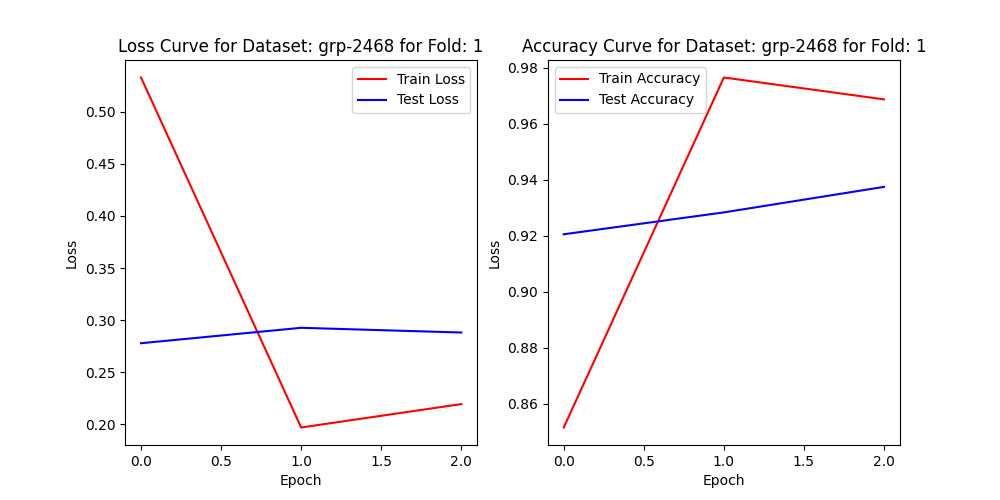 Loss Curve for Dataset: grp-2468 for Fold: 1
Train Loss
Test Loss
0.50
0.45
0.40
0.35
0.30
0.25
0.20
Loss
0.0 0.5 1.0 1.5 2.0
Epoch
Accuracy Curve for Dataset: grp-2468 for Fold: 1
Train Accuracy
Test Accuracy
0.98
0.96
0.94
0.92
0.90
0.88
0.86
Loss
0.0 0.5 1.0 1.5 2.0
Epoch